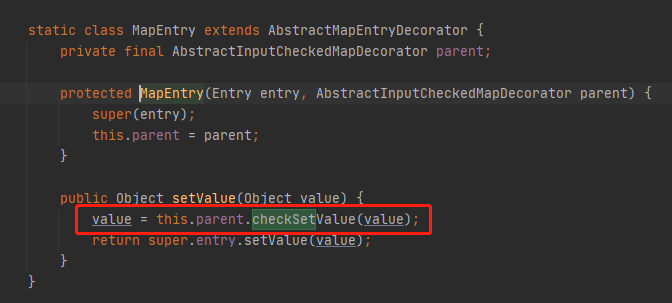 static class MapEntry extends AbstractMapEntryDecorator {
private final AbstractInputCheckedMapDecorator parent;
protected MapEntry(Entry entry, AbstractInputCheckedMapDecorator parent) {
super(entry);
this.parent = parent;
}
public Object setValue(Object value) {
value = this.parent.checkSetValue(value);
return super.entry.setValue(value);
}
}